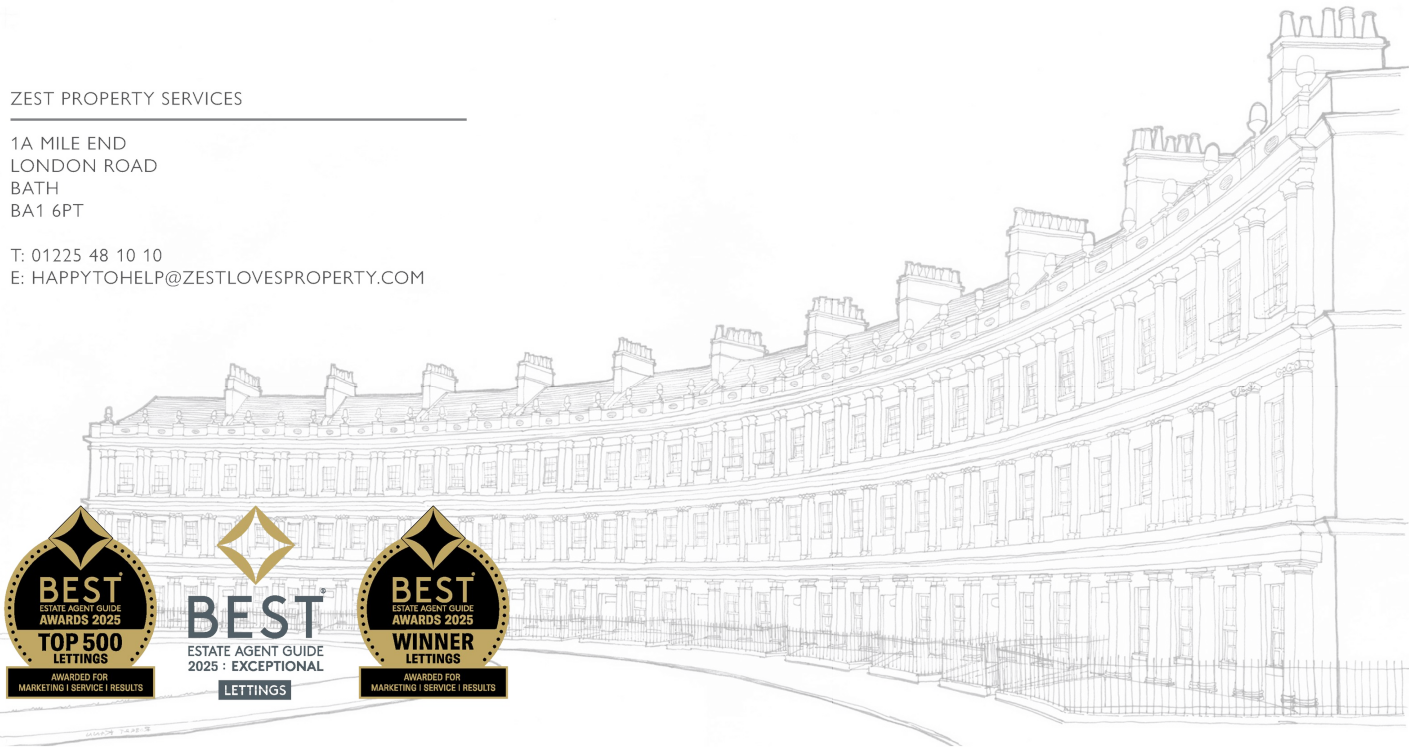 ZEST PROPERTY SERVICES
1A MILE END
LONDON ROAD
BATH
BA1 6PT
T: 01225 48 10 10
E: HAPPYTOHELP@ZESTLOVESPROPERTY.COM
BEST
ESTATE AGENT GUIDE
AWARDS 2025
TOP 500
LETTINGS
AWARDED FOR
MARKETING | SERVICE | RESULTS
BEST®
ESTATE AGENT GUIDE
2025 : EXCEPTIONAL
LETTINGS
BEST
ESTATE AGENT GUIDE
AWARDS 2025
WINNER
LETTINGS
AWARDED FOR
MARKETING | SERVICE | RESULTS